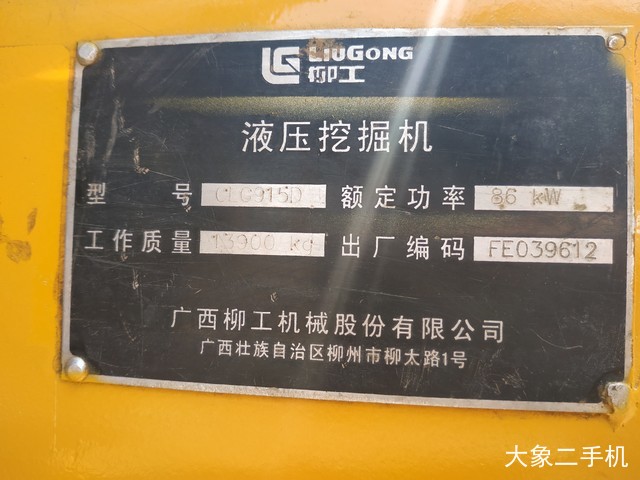 LIUGONG
柳工
液压挖掘机
型 号 CLG915D 额定功率 86 kW
工作质量 13900 kg 出厂编码 FE039612
广西柳工机械股份有限公司
广西壮族自治区柳州市柳太路1号
大象二手机